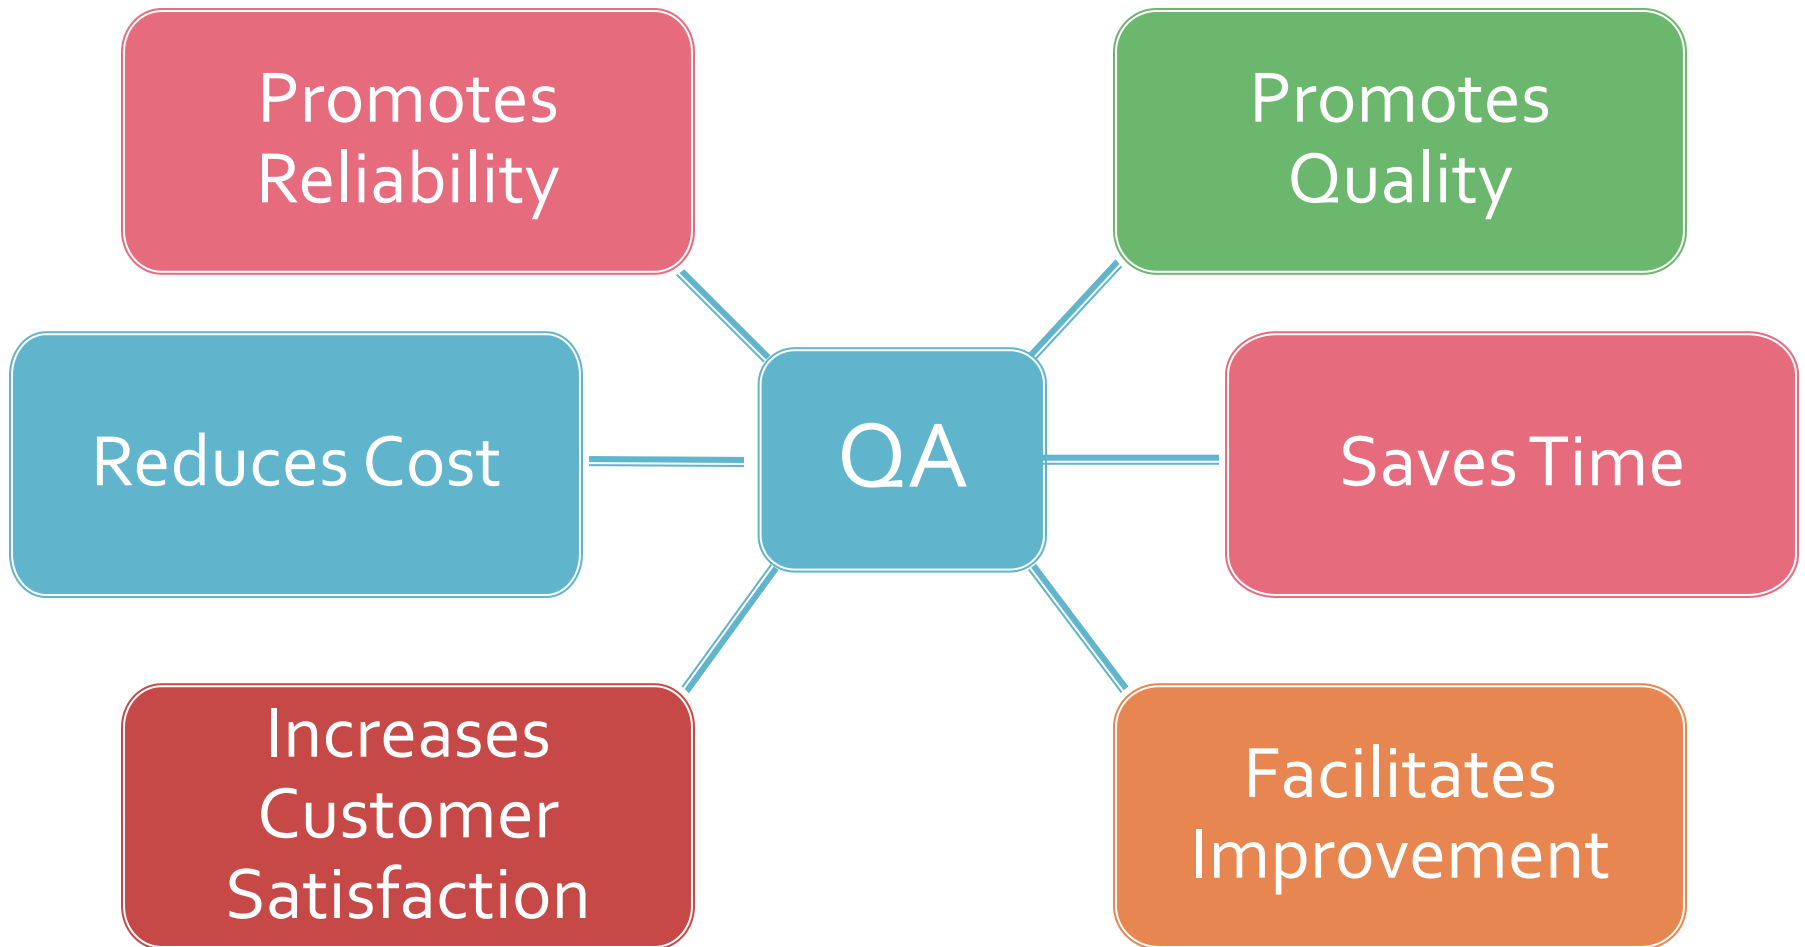 Promotes
Reliability
Promotes
Quality
Reduces Cost
QA
Saves Time
Increases
Customer
Satisfaction
Facilitates
Improvement